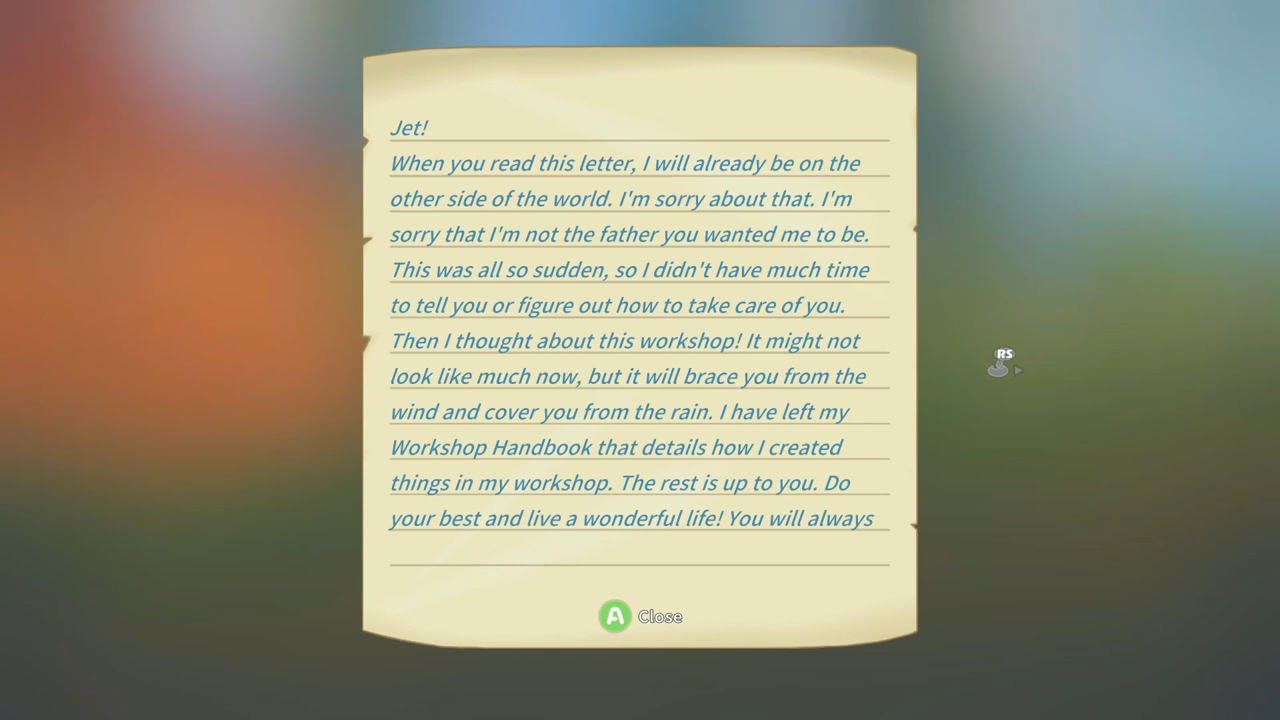 Jet!
When you read this letter, I will already be on the
other side of the world. I'm sorry about that. I'm
sorry that I'm not the father you wanted me to be.
This was all so sudden, so I didn't have much time
to tell you or figure out how to take care of you.
Then I thought about this workshop! It might not
look like much now, but it will brace you from the
wind and cover you from the rain. I have left my
Workshop Handbook that details how I created
things in my workshop. The rest is up to you. Do
your best and live a wonderful life! You will always
RS
A Close